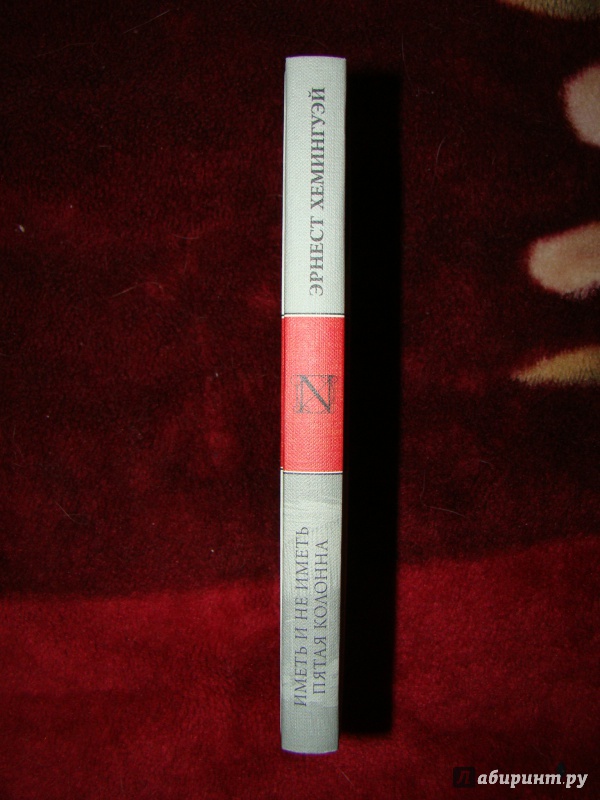 ЭРНЕСТ ХЕМИНГУЭЙ
N
ИМЕТЬ И НЕ ИМЕТЬ
ПЯТАЯ КОЛОННА
Лабиринт.ру